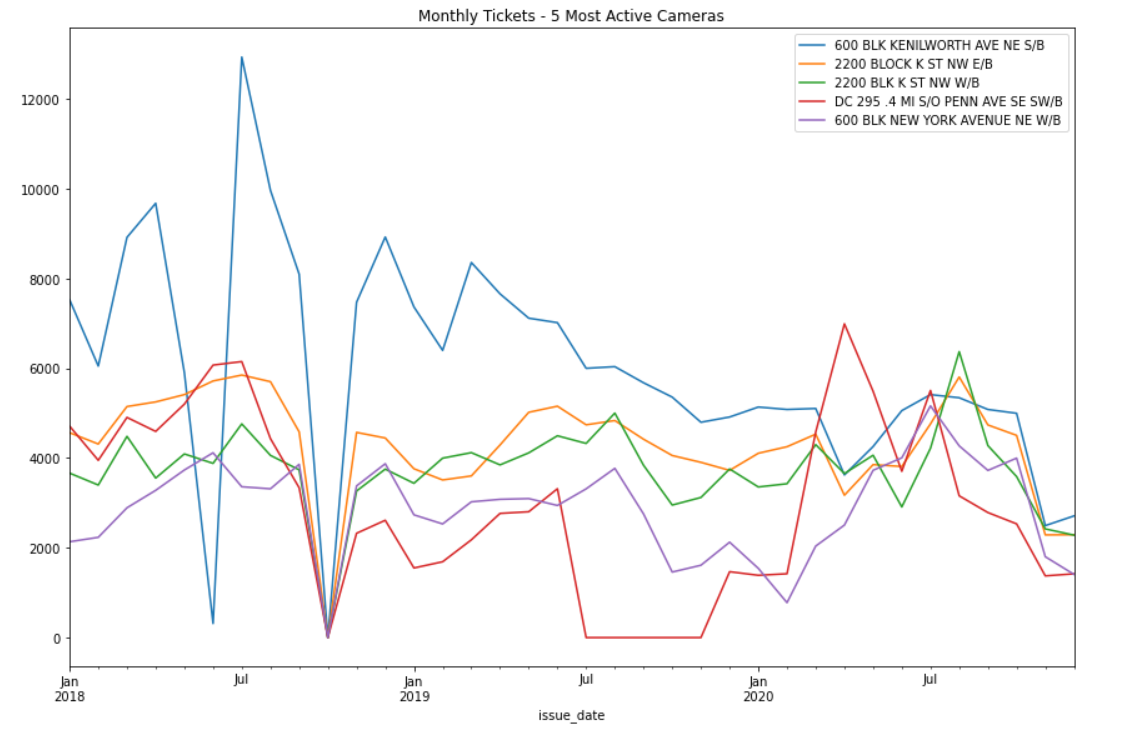 Monthly Tickets - 5 Most Active Cameras
600 BLK KENILWORTH AVE NE S/B
2200 BLOCK K ST NW E/B
2200 BLK K ST NW W/B
DC 295 .4 MI S/O PENN AVE SE SW/B
600 BLK NEW YORK AVENUE NE W/B
12000
10000
8000
6000
4000
2000
0
Jan Jul Jan Jul Jan Jul
2018 2019 2020
issue_date